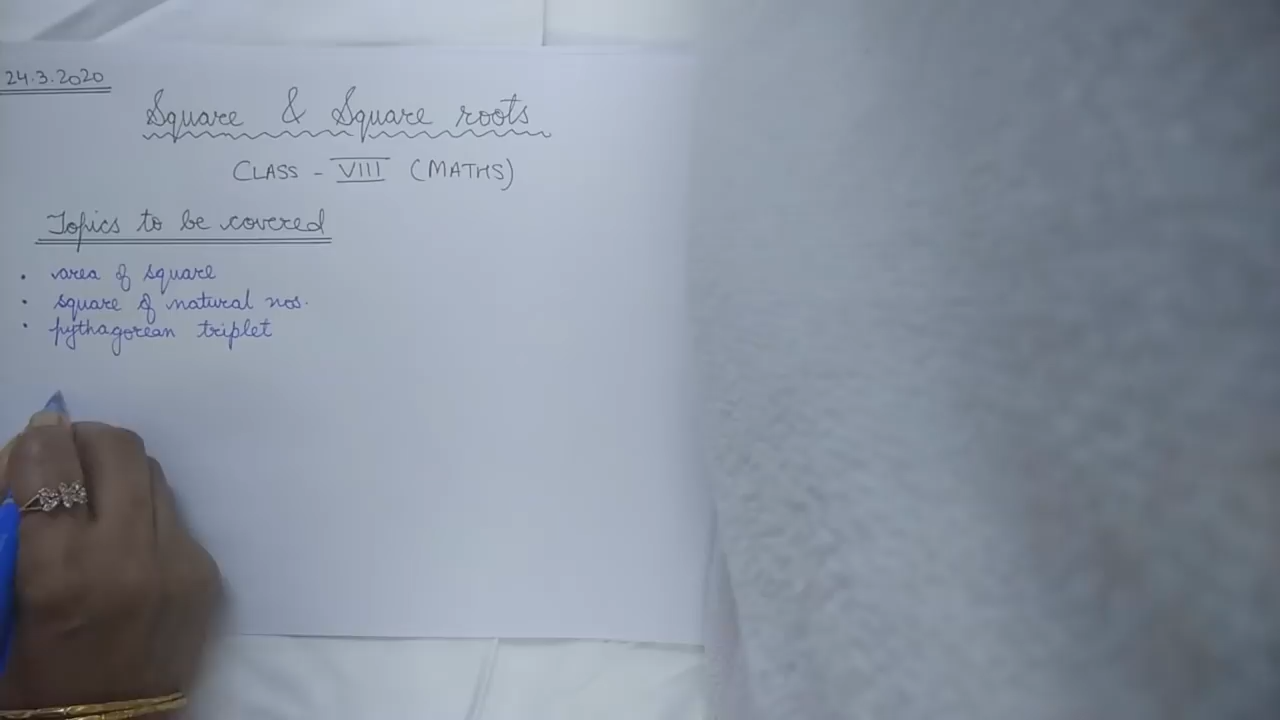 24.3.2020
Square & Square roots
CLASS - VIII (MATHS)
Topics to be covered
. area of square
. square of natural nos.
. pythagorean triplet